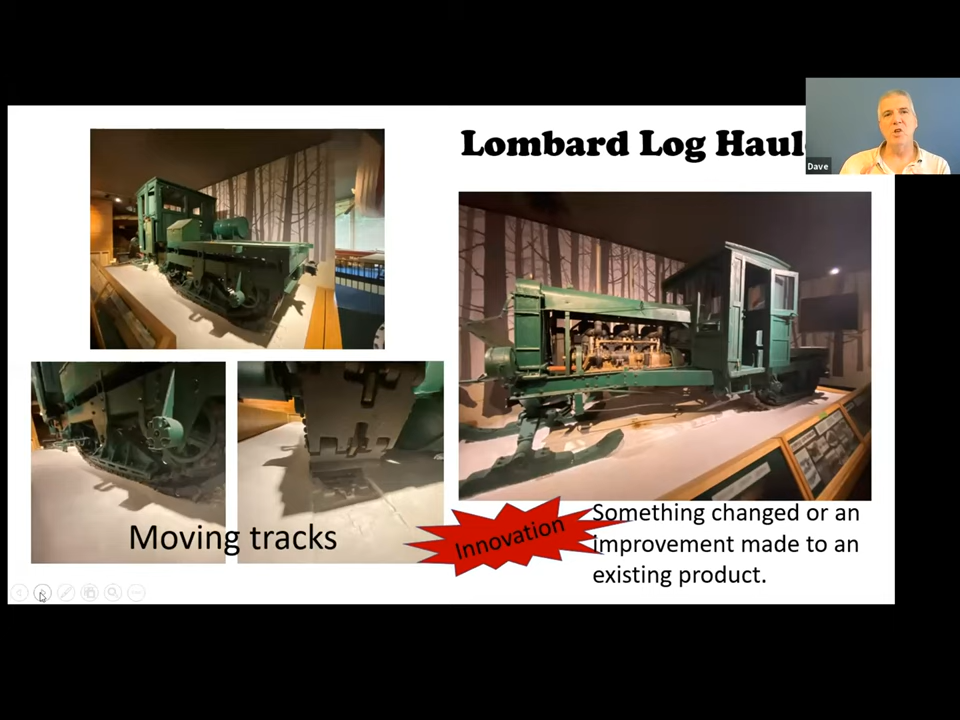 Lombard Log Haul
Dave
Moving tracks
Innovation
Something changed or an
improvement made to an
existing product.